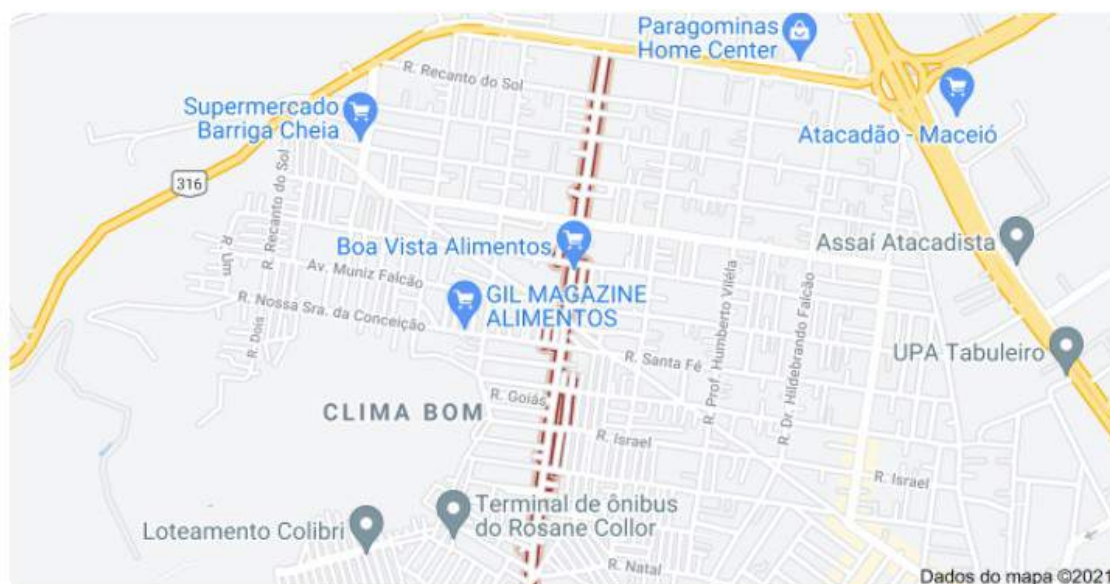 Paragominas
Home Center
R. Recanto do Sol
Supermercado
Barriga Cheia
Atacadão - Maceió
316
R. Recanto do Sol
R. Um
Boa Vista Alimentos
Assaí Atacadista
Av. Muniz Falcão
GIL MAGAZINE
ALIMENTOS
R. Nossa Sra. da Conceição
R. Dois
R. Prof. Humberto Viléla
R. Dr. Hildebrando Falcão
R. Santa Fé
UPA Tabuleiro
R. Goiás
CLIMA BOM
R. Israel
R. Israel
Terminal de ônibus
do Rosane Collor
Loteamento Colibri
R. Natal
Dados do mapa ©2021